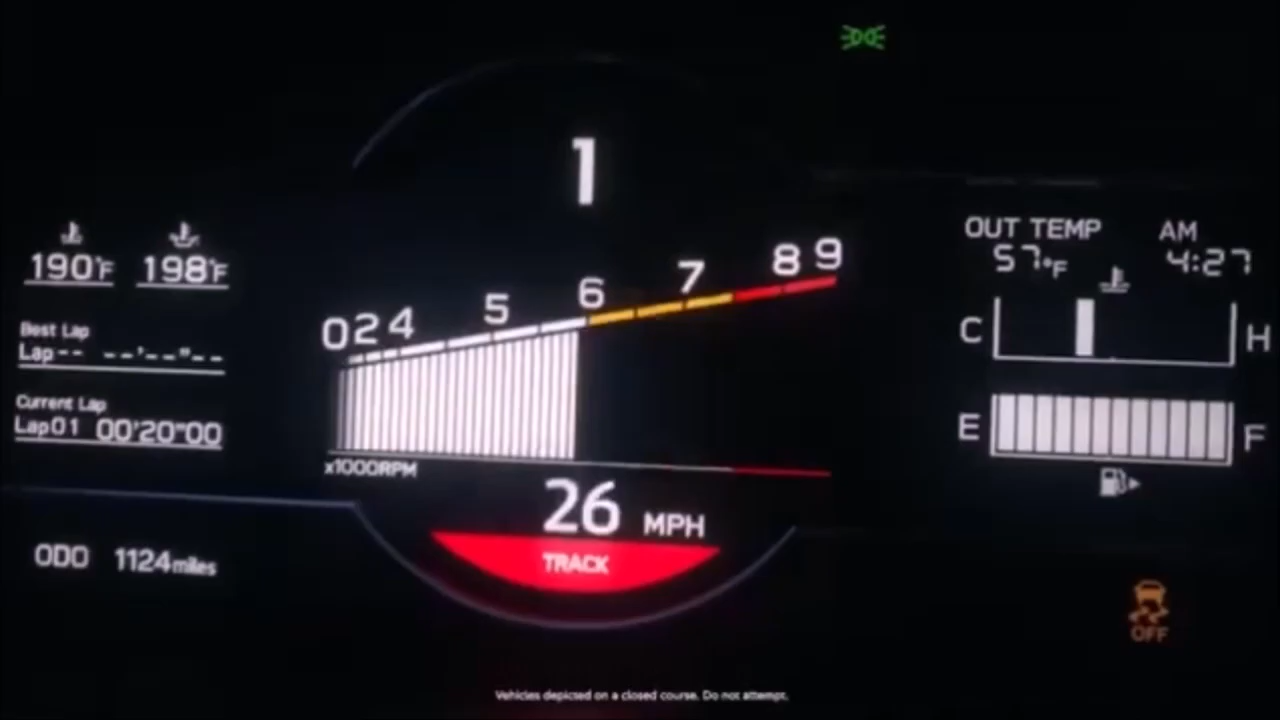 1
190°F 198°F
Best Lap
Lap-- --'--"--
Current Lap
Lap01 00'20"00
0 2 4 5 6 7 8 9
x1000RPM
26 MPH
TRACK
OUT TEMP AM
57°F 4:27
C H
E F
ODO 1124miles
OFF
Vehicles depicted on a closed course. Do not attempt.